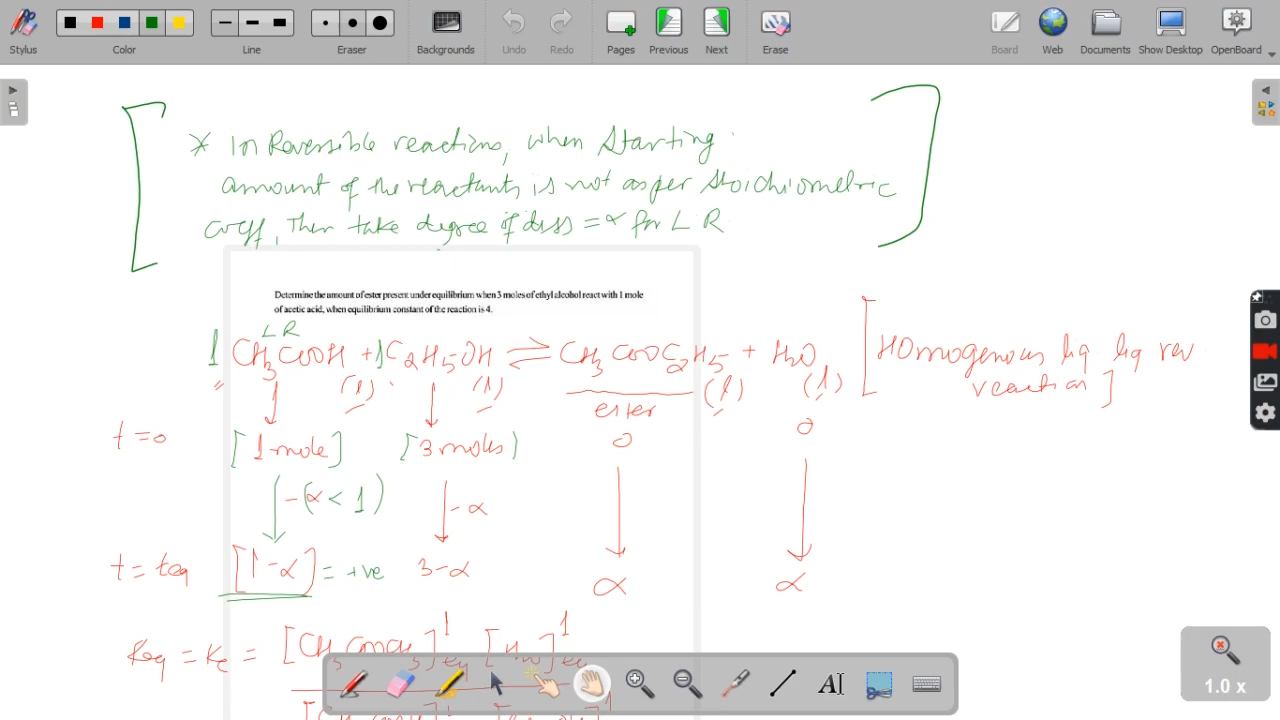 Stylus Color Line Eraser Backgrounds Undo Redo Pages Previous Next Erase Board Web Documents Show Desktop OpenBoard
* In Reversible reactions, when Starting
amount of the reactants is not as per Stoichiometric
coeff, Then take degree of diss = α for L R
Determine the amount of ester present under equilibrium when 3 moles of ethyl alcohol react with 1 mole
of acetic acid, when equilibrium constant of the reaction is 4.
L R
1 CH3COOH + 1 C2H5OH ⇌ CH3COOC2H5 + H2O [Homogenous liq liq rev
(l) (l) ester (l) (l) reaction]
t=0 [1 mole] [3 moles) 0 0
-(α < 1) -α
t = teq [1-α] = +ve 3-α α α
Keq = Kc =
1.0 x